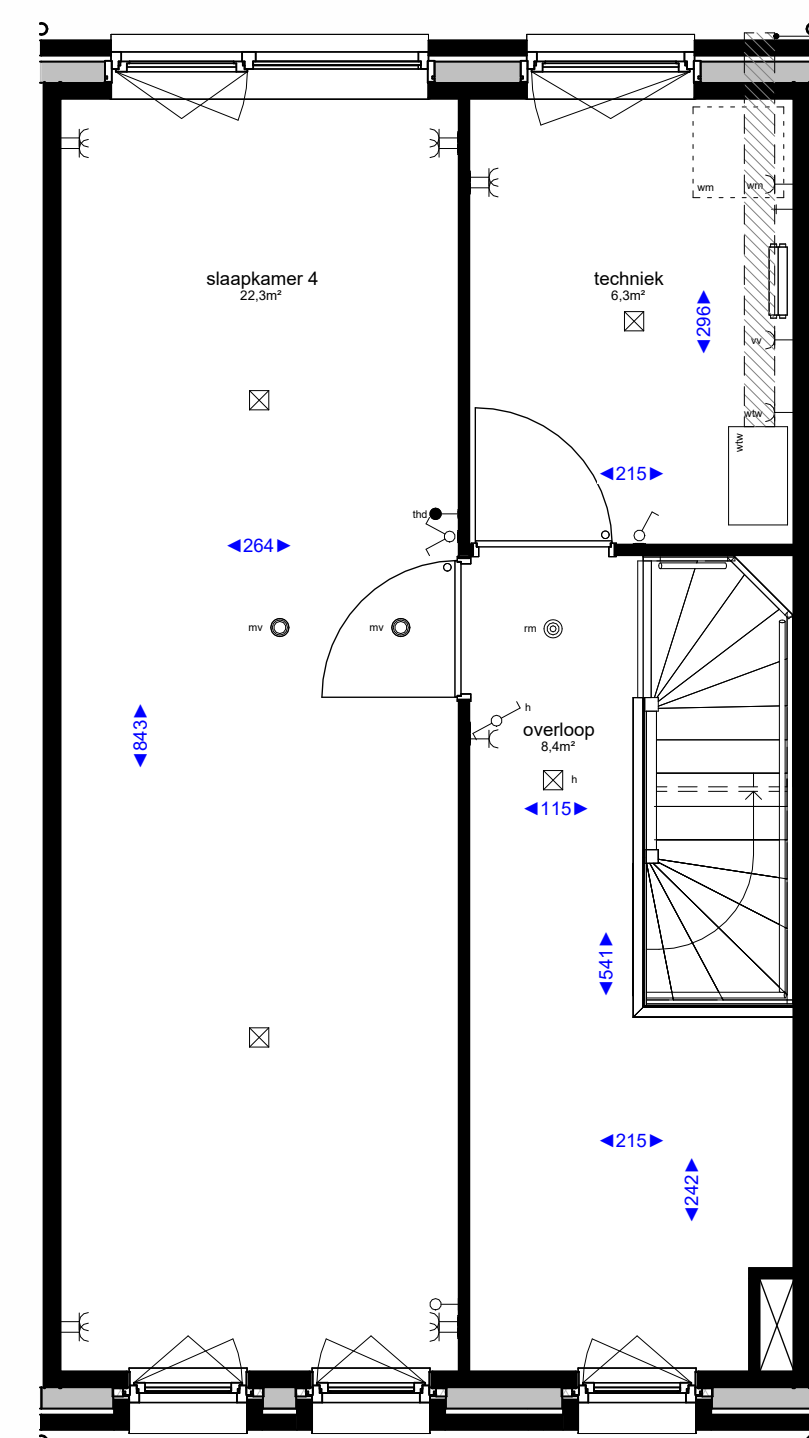 wm
wm
slaapkamer 4
22,3m²
techniek
6,3m²
296
vv
wtw
wtw
215
thd
264
mv
mv
rm
h
overloop
8,4m²
843
h
115
541
215
242